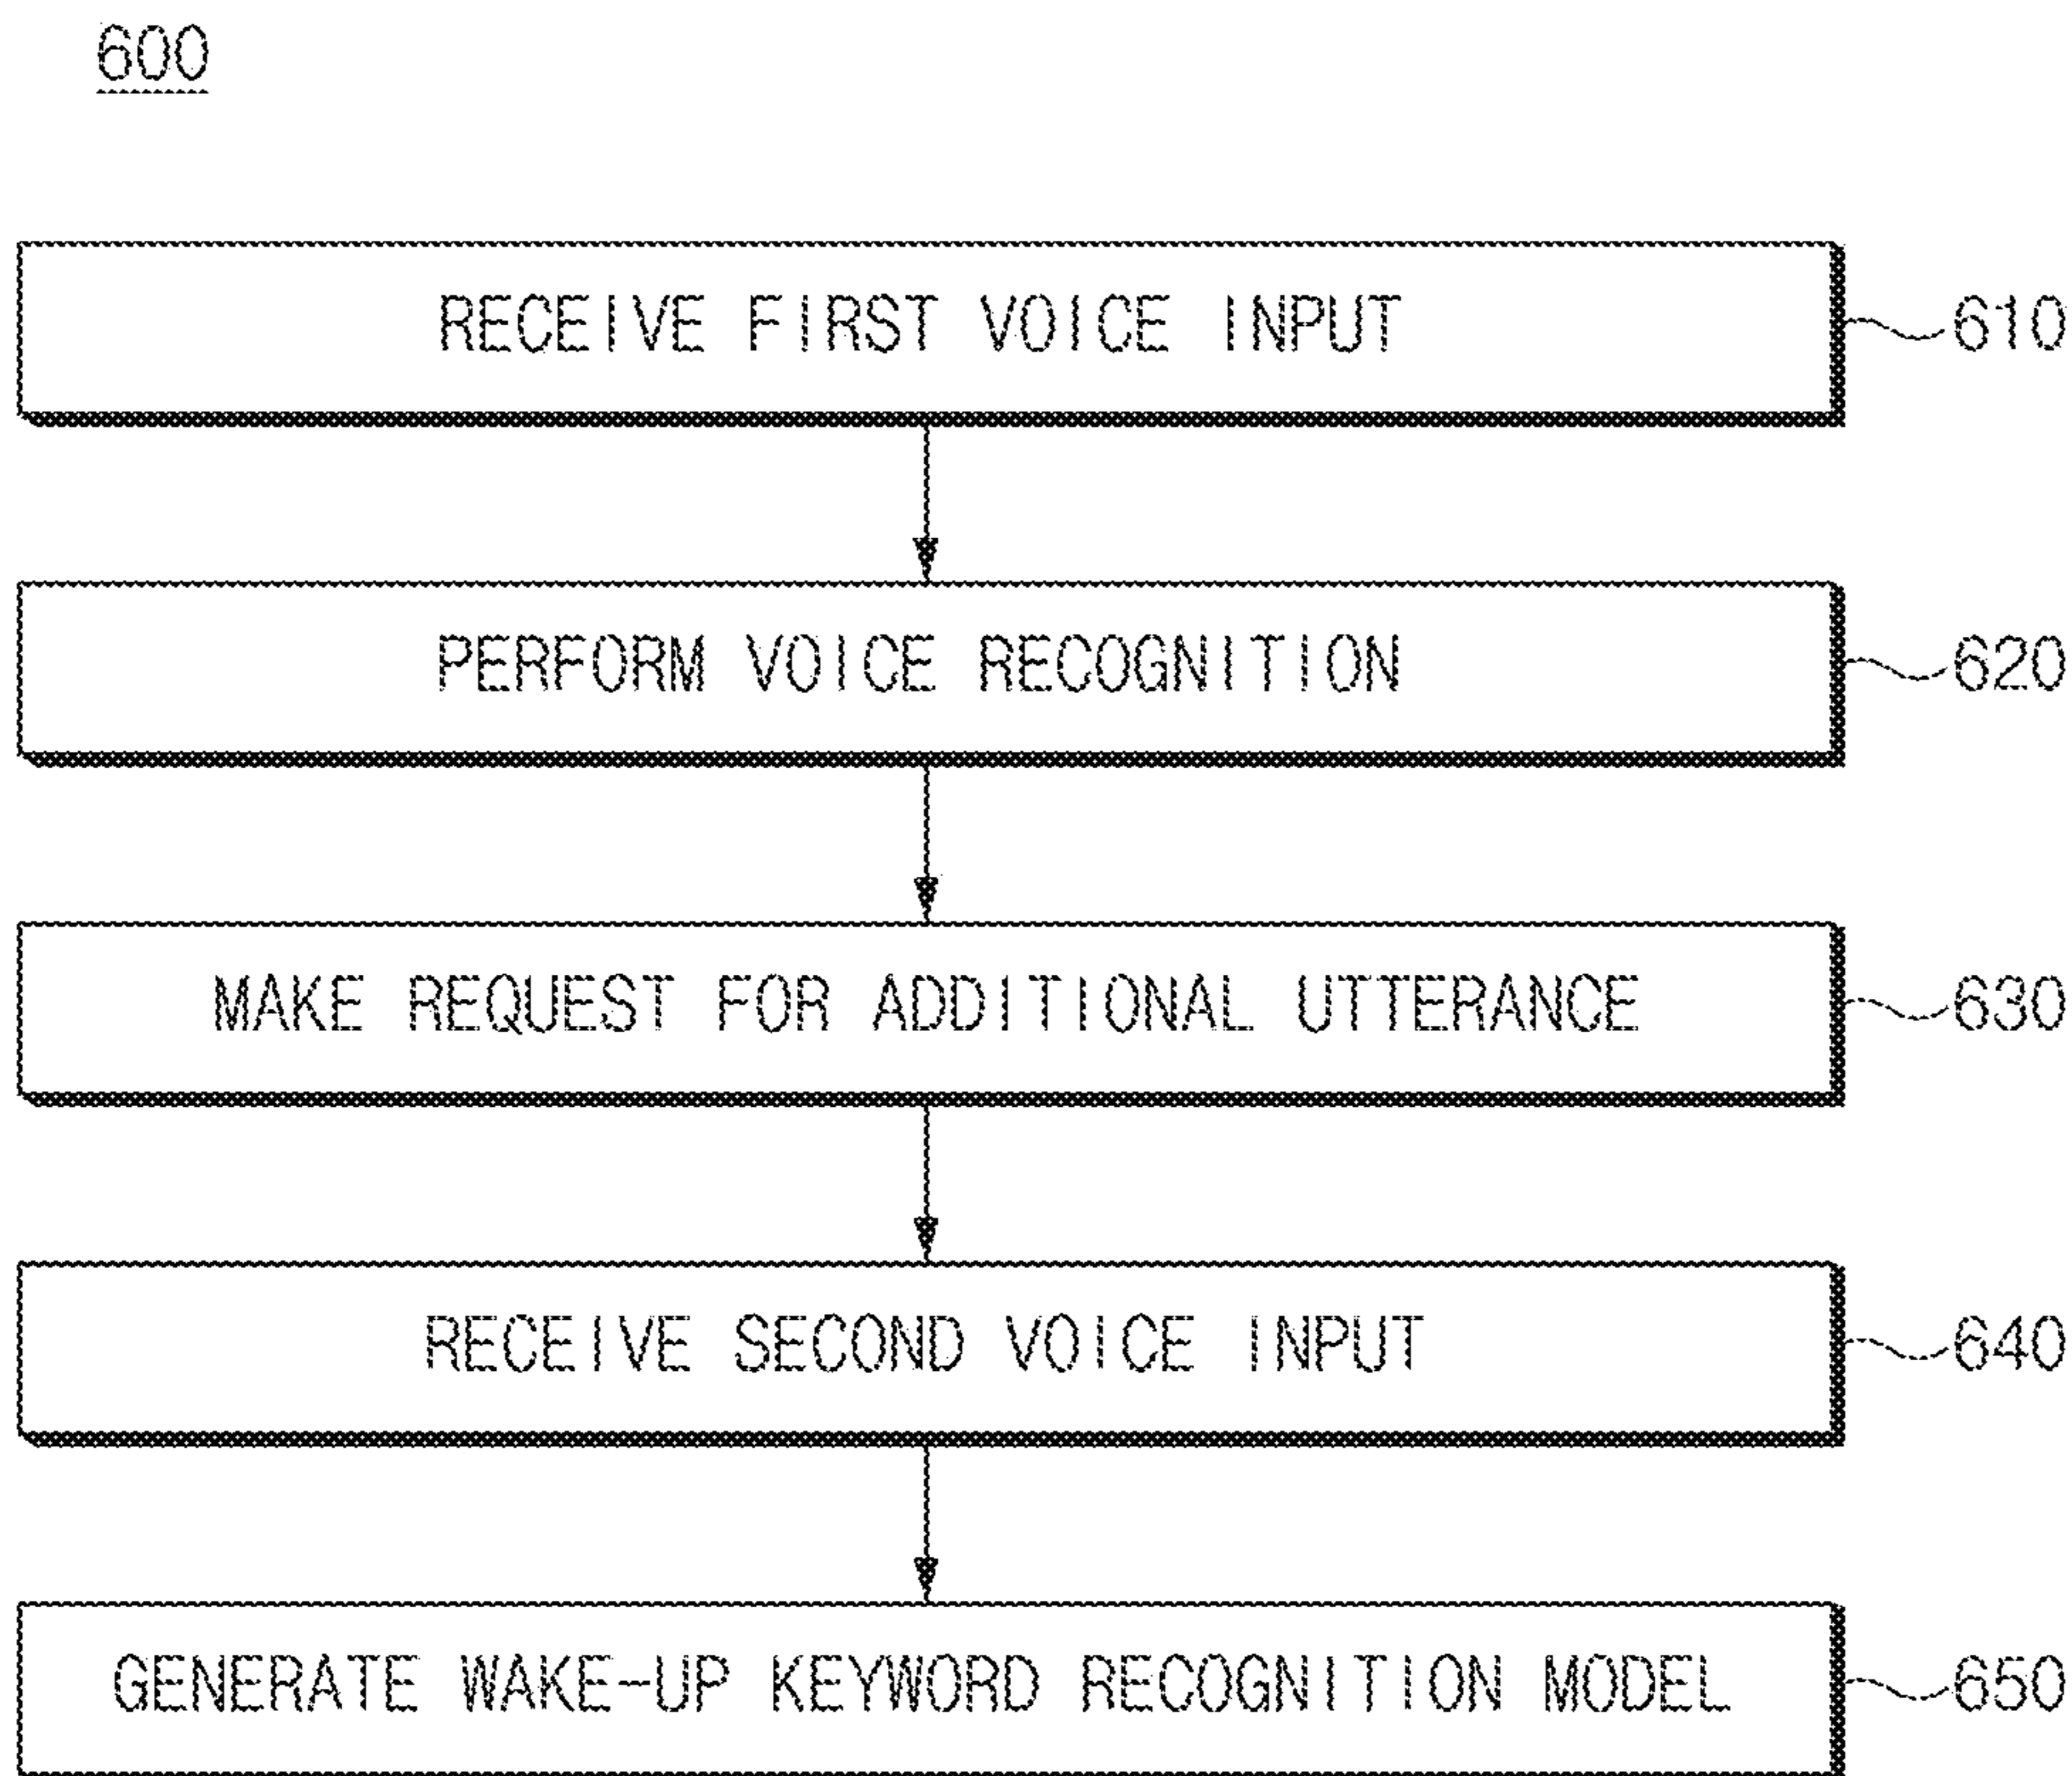 600
RECEIVE FIRST VOICE INPUT
610
PERFORM VOICE RECOGNITION
620
MAKE REQUEST FOR ADDITIONAL UTTERANCE
630
RECEIVE SECOND VOICE INPUT
640
GENERATE WAKE-UP KEYWORD RECOGNITION MODEL
650